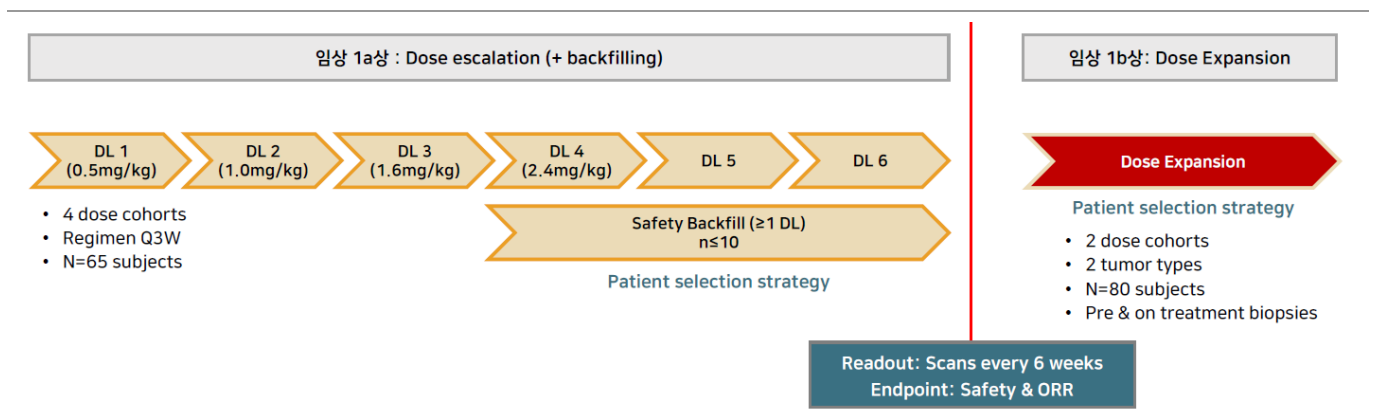 임상 1a상 : Dose escalation (+ backfilling)
임상 1b상: Dose Expansion
DL 1
(0.5mg/kg)
DL 2
(1.0mg/kg)
DL 3
(1.6mg/kg)
DL 4
(2.4mg/kg)
DL 5
DL 6
Dose Expansion
• 4 dose cohorts
• Regimen Q3W
• N=65 subjects
Safety Backfill (≥1 DL)
n≤10
Patient selection strategy
Patient selection strategy
• 2 dose cohorts
• 2 tumor types
• N=80 subjects
• Pre & on treatment biopsies
Readout: Scans every 6 weeks
Endpoint: Safety & ORR